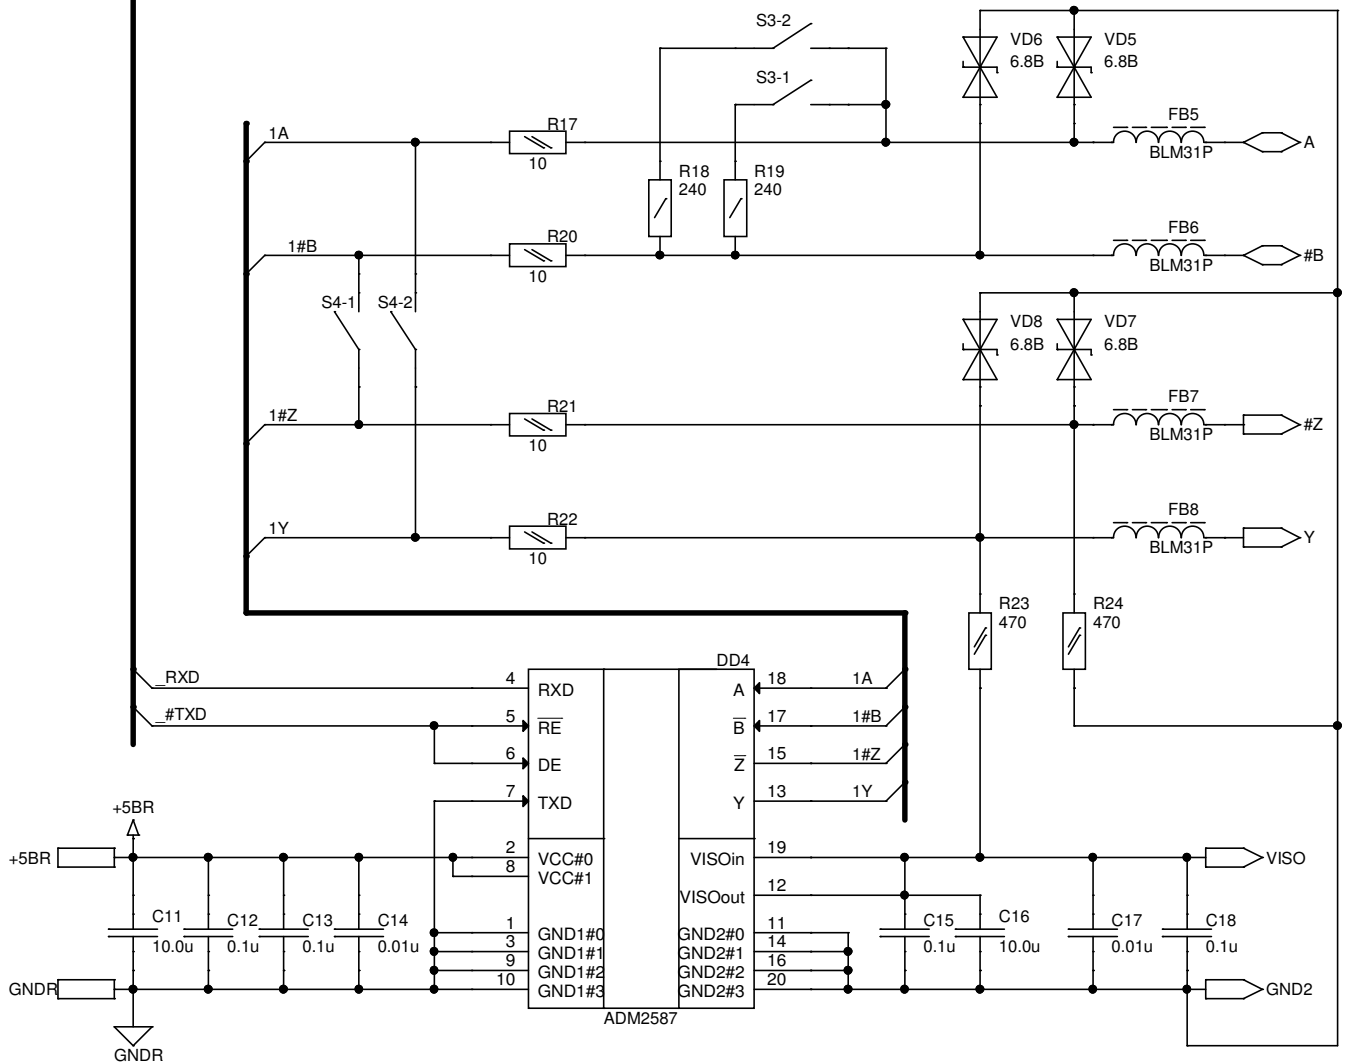 S3-2
VD6
6.8B
VD5
6.8B
S3-1
1A
R17
10
FB5
BLM31P
A
R18
240
R19
240
1#B
R20
10
FB6
BLM31P
#B
S4-1
S4-2
VD8
6.8B
VD7
6.8B
1#Z
R21
10
FB7
BLM31P
#Z
1Y
R22
10
FB8
BLM31P
Y
R23
470
R24
470
DD4
_RXD
4
RXD
A
18
1A
_#TXD
5
RE
B
17
1#B
6
DE
Z
15
1#Z
7
TXD
Y
13
1Y
+5BR
+5BR
2
VCC#0
8
VCC#1
VISOin
19
VISO
VISOout
12
C11
10.0u
C12
0.1u
C13
0.1u
C14
0.01u
1
GND1#0
3
GND1#1
9
GND1#2
10
GND1#3
GND2#0
11
GND2#1
14
GND2#2
16
GND2#3
20
C15
0.1u
C16
10.0u
C17
0.01u
C18
0.1u
GNDR
GND2
ADM2587
GNDR